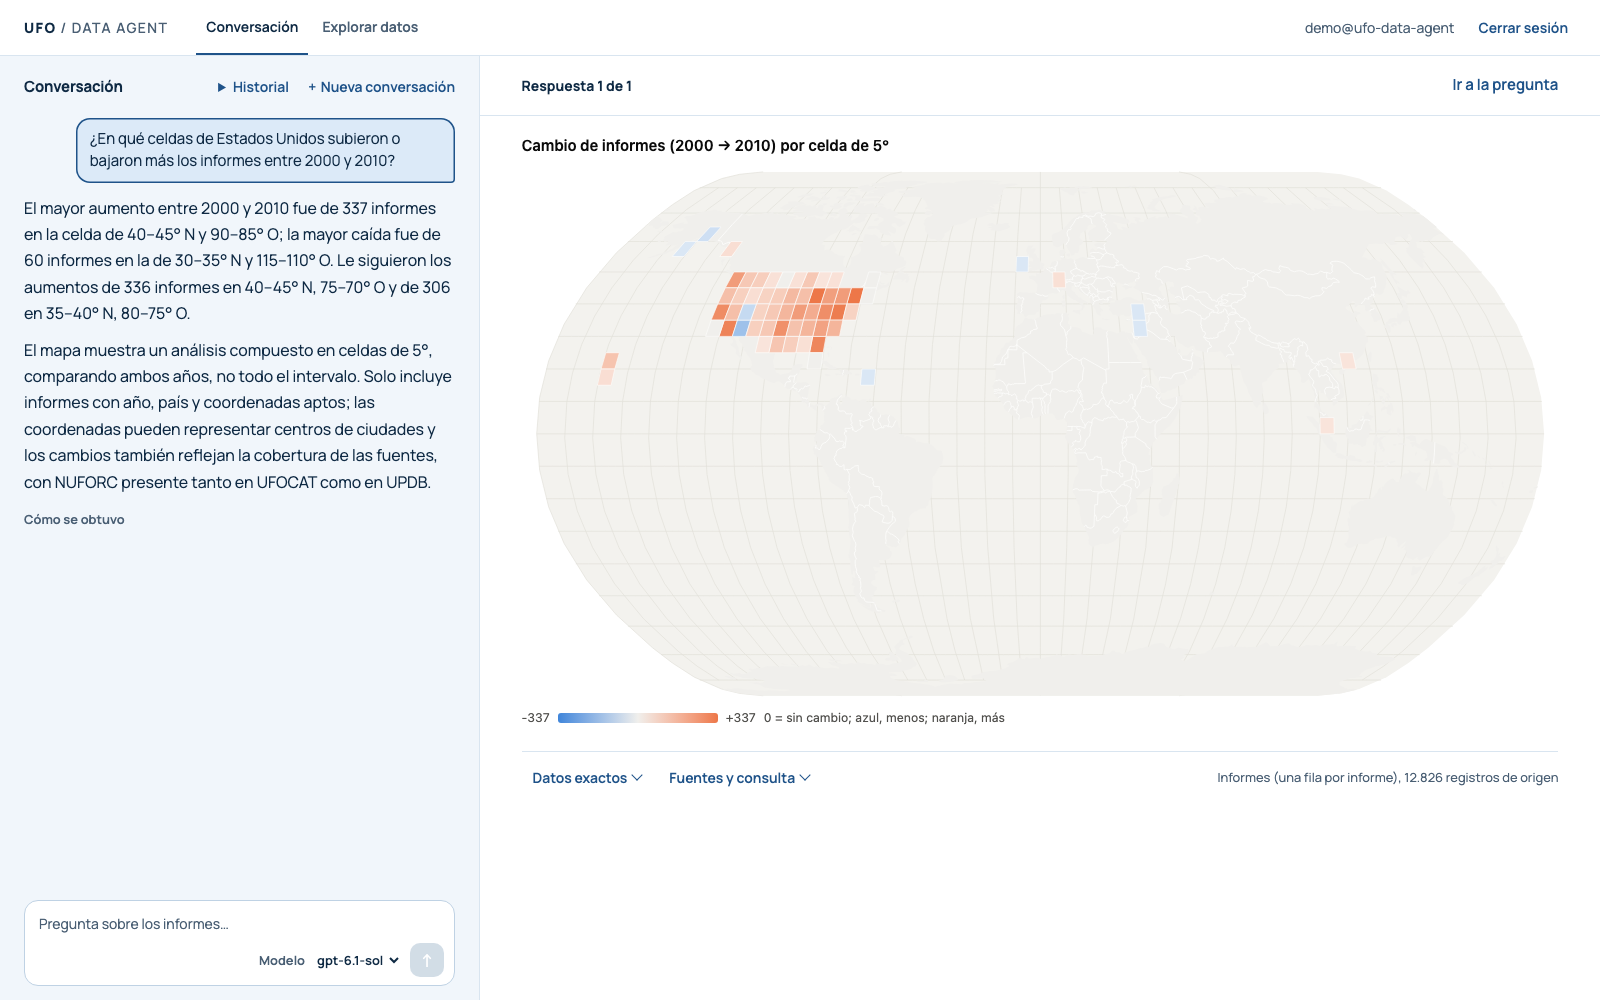 UFO / DATA AGENT
Conversación
Explorar datos
demo@ufo-data-agent
Cerrar sesión
Conversación
▶ Historial
+ Nueva conversación
¿En qué celdas de Estados Unidos subieron o
bajaron más los informes entre 2000 y 2010?
El mayor aumento entre 2000 y 2010 fue de 337 informes
en la celda de 40–45° N y 90–85° O; la mayor caída fue de
60 informes en la de 30–35° N y 115–110° O. Le siguieron los
aumentos de 336 informes en 40–45° N, 75–70° O y de 306
en 35–40° N, 80–75° O.
El mapa muestra un análisis compuesto en celdas de 5°,
comparando ambos años, no todo el intervalo. Solo incluye
informes con año, país y coordenadas aptos; las
coordenadas pueden representar centros de ciudades y
los cambios también reflejan la cobertura de las fuentes,
con NUFORC presente tanto en UFOCAT como en UPDB.
Cómo se obtuvo
Pregunta sobre los informes…
Modelo
gpt-6.1-sol
Respuesta 1 de 1
Ir a la pregunta
Cambio de informes (2000 → 2010) por celda de 5°
-337
+337
0 = sin cambio; azul, menos; naranja, más
Datos exactos
Fuentes y consulta
Informes (una fila por informe), 12.826 registros de origen